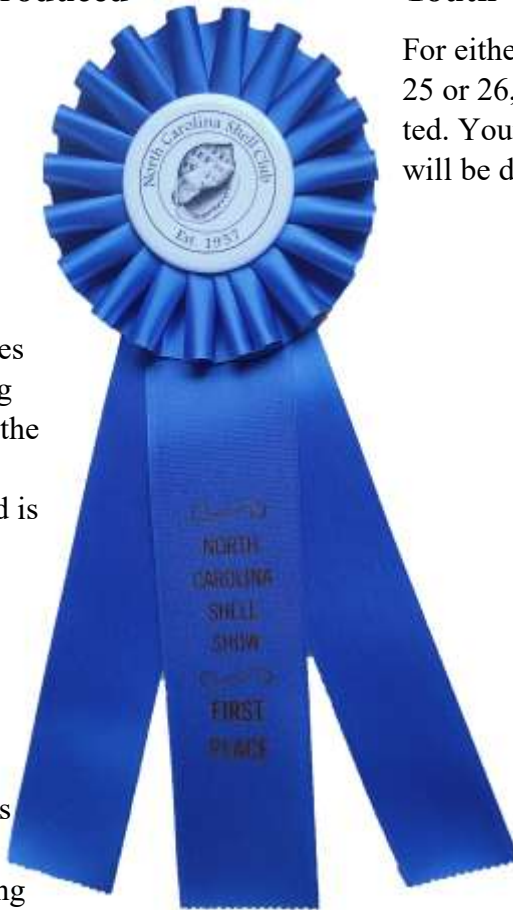 For eithe
25 or 26,
ted. You
will be d
North Carolina Shell Club
Est. 1957
es
g
the
d is
NORTH
CAROLINA
SHELL
SHOW
FIRST
PLACE
s
ng